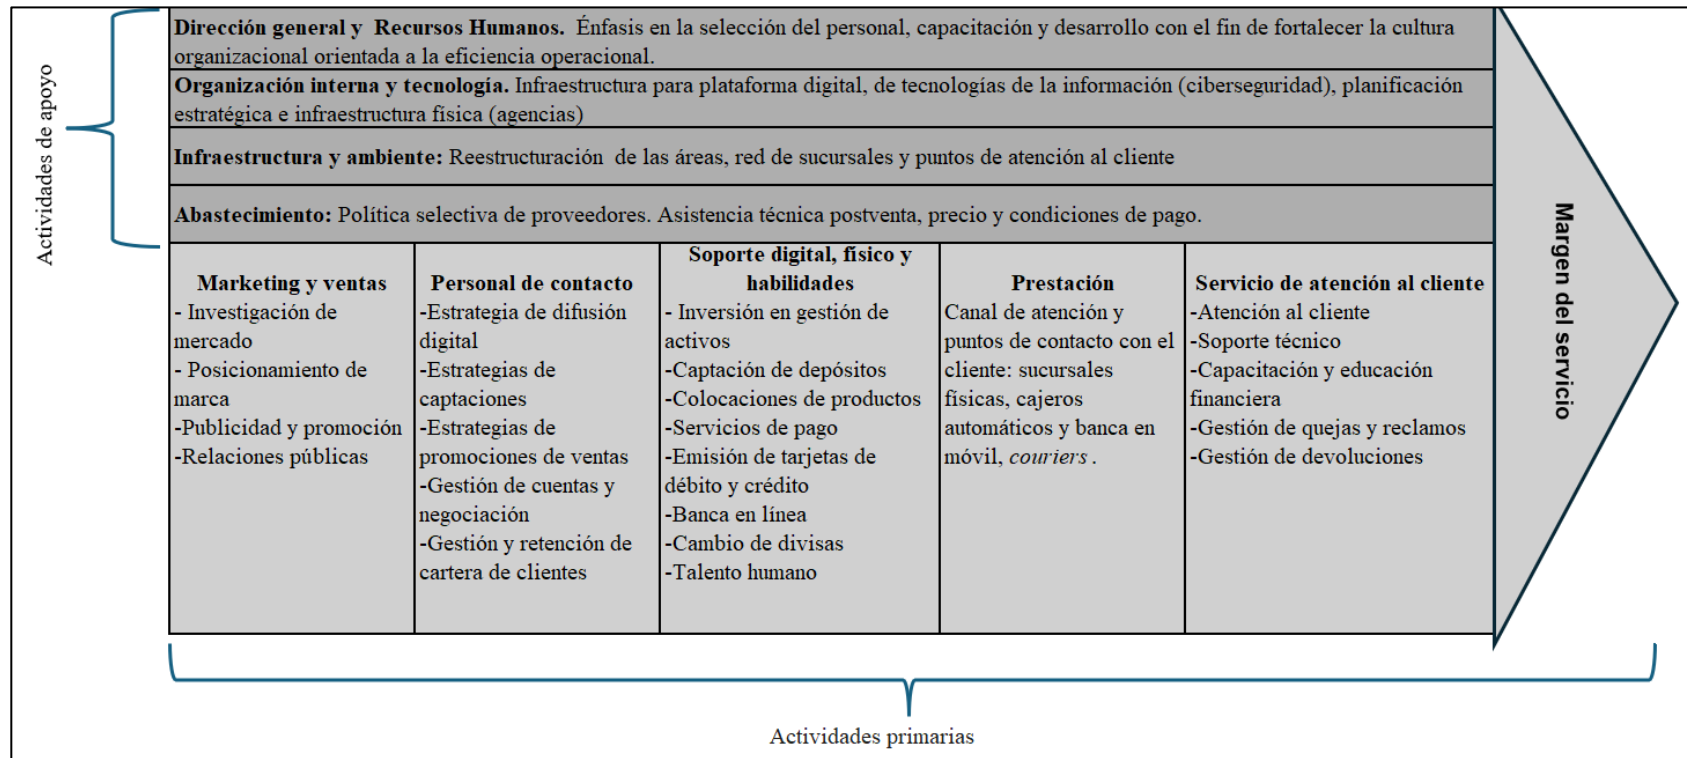 Actividades de apoyo
Dirección general y Recursos Humanos. Énfasis en la selección del personal, capacitación y desarrollo con el fin de fortalecer la cultura
organizacional orientada a la eficiencia operacional.
Organización interna y tecnología. Infraestructura para plataforma digital, de tecnologías de la información (ciberseguridad), planificación
estratégica e infraestructura física (agencias)
Infraestructura y ambiente: Reestructuración de las áreas, red de sucursales y puntos de atención al cliente
Abastecimiento: Política selectiva de proveedores. Asistencia técnica postventa, precio y condiciones de pago.
Marketing y ventas
- Investigación de
mercado
- Posicionamiento de
marca
-Publicidad y promoción
-Relaciones públicas
Personal de contacto
-Estrategia de difusión
digital
-Estrategias de
captaciones
-Estrategias de
promociones de ventas
-Gestión de cuentas y
negociación
-Gestión y retención de
cartera de clientes
Soporte digital, físico y
habilidades
- Inversión en gestión de
activos
-Captación de depósitos
-Colocaciones de productos
-Servicios de pago
-Emisión de tarjetas de
débito y crédito
-Banca en línea
-Cambio de divisas
-Talento humano
Prestación
Canal de atención y
puntos de contacto con el
cliente: sucursales
físicas, cajeros
automáticos y banca en
móvil, couriers .
Servicio de atención al cliente
-Atención al cliente
-Soporte técnico
-Capacitación y educación
financiera
-Gestión de quejas y reclamos
-Gestión de devoluciones
Margen del servicio
Actividades primarias